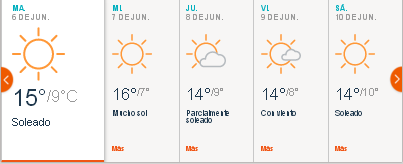 MA.
6 DE JUN.
15°/9°C
Soleado
MI.
7 DE JUN.
16°/7°
Mucho sol
Más
JU.
8 DE JUN.
14°/9°
Parcialmente
soleado
Más
VI.
9 DE JUN.
14°/8°
Con viento
Más
SÁ.
10 DE JUN.
14°/10°
Soleado
Más